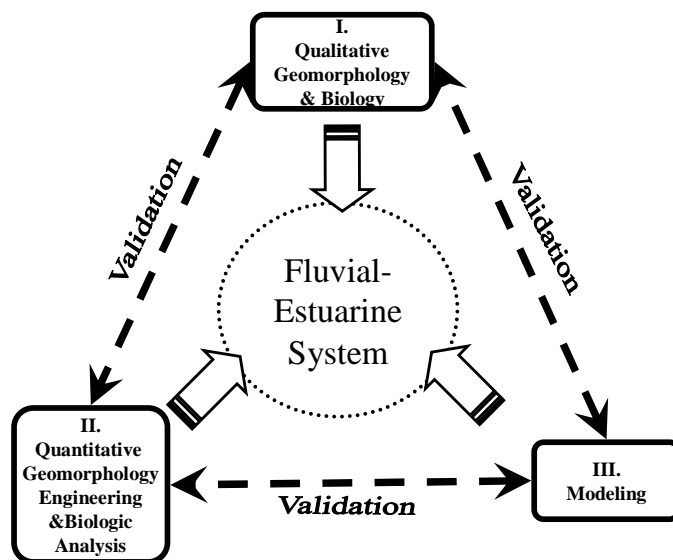 I.
Qualitative
Geomorphology
& Biology
Validation
Validation
Fluvial-
Estuarine
System
II.
Quantitative
Geomorphology
Engineering
&Biologic
Analysis
Validation
III.
Modeling